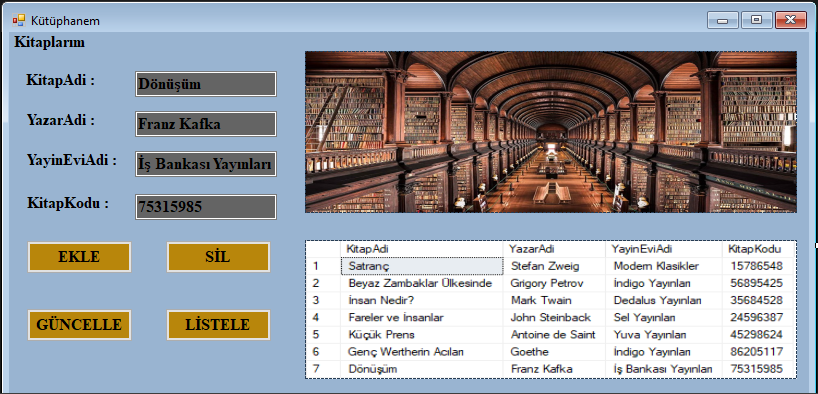 Kütüphanem
Kitaplarım
KitapAdi : Dönüşüm
YazarAdi : Franz Kafka
YayinEviAdi : İş Bankası Yayınları
KitapKodu : 75315985
EKLE SİL
GÜNCELLE LİSTELE
KitapAdi YazarAdi YayinEviAdi KitapKodu
1 Satranç Stefan Zweig Modern Klasikler 15786548
2 Beyaz Zambaklar Ülkesinde Grigory Petrov İndigo Yayınları 56895425
3 İnsan Nedir? Mark Twain Dedalus Yayınları 35684528
4 Fareler ve İnsanlar John Steinback Sel Yayınları 24596387
5 Küçük Prens Antoine de Saint Yuva Yayınları 45298624
6 Genç Wertherin Acıları Goethe İndigo Yayınları 86205117
7 Dönüşüm Franz Kafka İş Bankası Yayınları 75315985